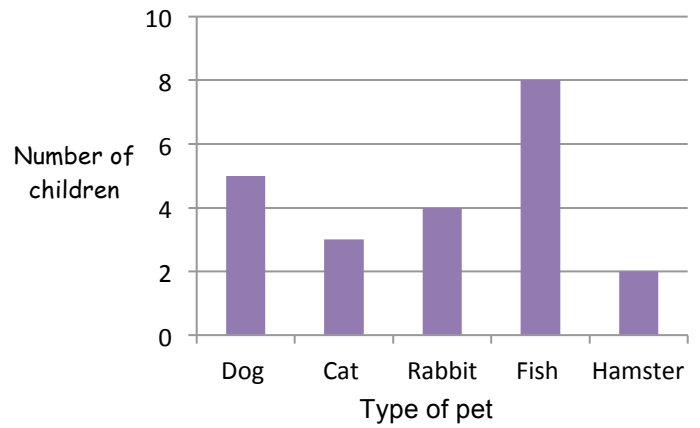 10
8
6
Number of
children
4
2
0
Dog Cat Rabbit Fish Hamster
Type of pet